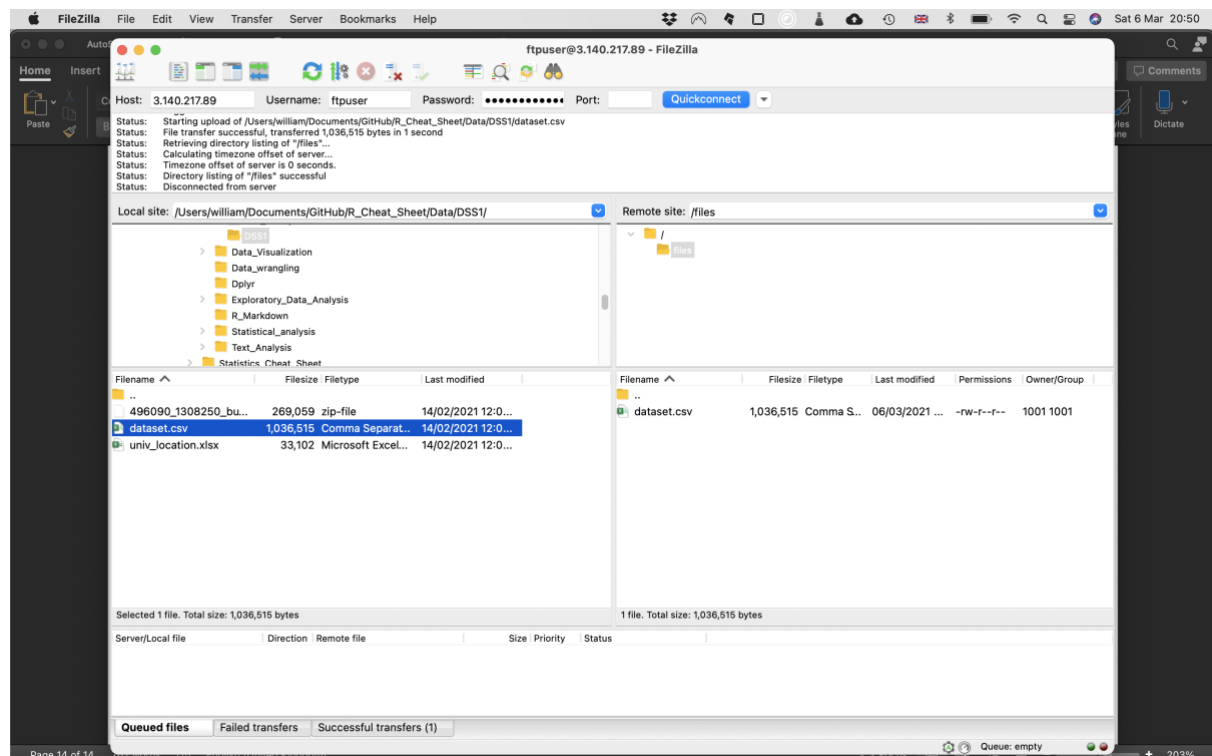 FileZilla File Edit View Transfer Server Bookmarks Help Sat 6 Mar 20:50
ftpuser@3.140.217.89 - FileZilla
Home Insert Comments
Paste Dictate
Host: 3.140.217.89 Username: ftpuser Password: •••••••••••• Port: Quickconnect
Status: Starting upload of /Users/william/Documents/GitHub/R_Cheat_Sheet/Data/DSS1/dataset.csv
Status: File transfer successful, transferred 1,036,515 bytes in 1 second
Status: Retrieving directory listing of "/files"...
Status: Calculating timezone offset of server...
Status: Timezone offset of server is 0 seconds.
Status: Directory listing of "/files" successful
Status: Disconnected from server
Local site: /Users/william/Documents/GitHub/R_Cheat_Sheet/Data/DSS1/ Remote site: /files
DSS1 /
Data_Visualization files
Data_wrangling
Dplyr
Exploratory_Data_Analysis
R_Markdown
Statistical_analysis
Text_Analysis
Statistics_Cheat_Sheet
Filename Filesize Filetype Last modified Filename Filesize Filetype Last modified Permissions Owner/Group
.. ..
496090_1308250_bu... 269,059 zip-file 14/02/2021 12:0... dataset.csv 1,036,515 Comma S... 06/03/2021 ... -rw-r--r-- 1001 1001
dataset.csv 1,036,515 Comma Separat... 14/02/2021 12:0...
univ_location.xlsx 33,102 Microsoft Excel... 14/02/2021 12:0...
Selected 1 file. Total size: 1,036,515 bytes 1 file. Total size: 1,036,515 bytes
Server/Local file Direction Remote file Size Priority Status
Queued files Failed transfers Successful transfers (1)
Queue: empty
Page 14 of 14 203%